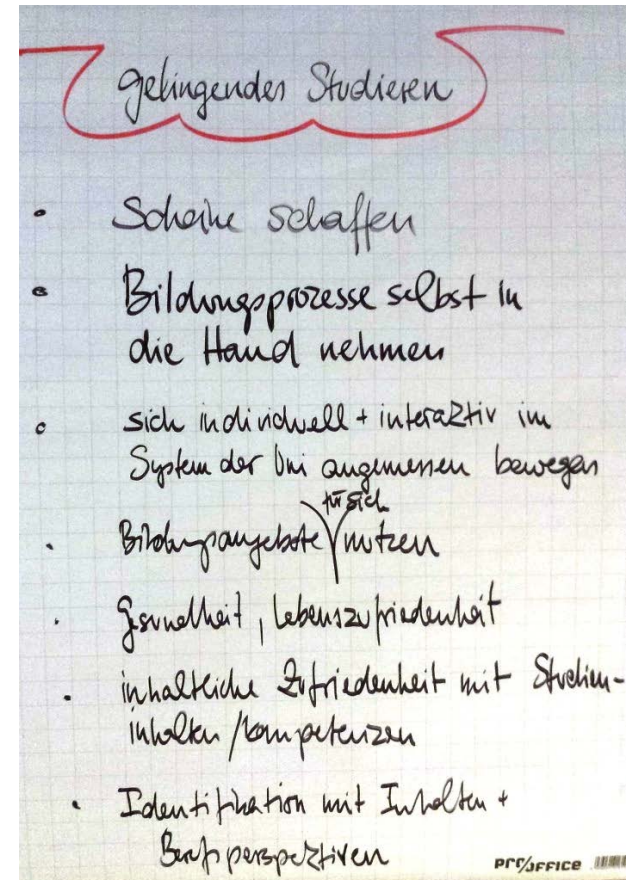 gelingendes Studieren
• Scheine schaffen
• Bildungsprozesse selbst in
die Hand nehmen
• sich individuell + interaktiv im
System der Uni angemessen bewegen
für sich
• Bildungsangebote nutzen
• Gesundheit, Lebenszufriedenheit
• inhaltliche Zufriedenheit mit Studien-
inhalten/kompetenzen
• Identifikation mit Inhalten +
Berufsperspektiven
PRO/OFFICE